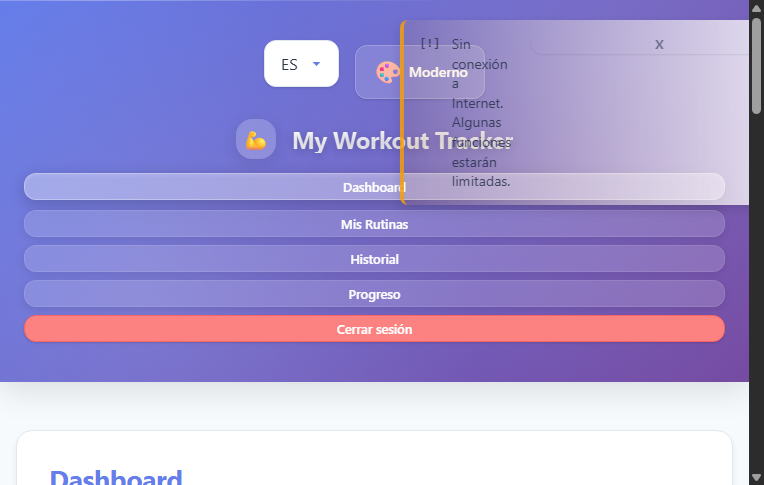 ES
Moderno
[!]
Sin
conexión
a
Internet.
Algunas
funciones
estarán
limitadas.
X
My Workout Tracker
Dashboard
Mis Rutinas
Historial
Progreso
Cerrar sesión
Dashboard